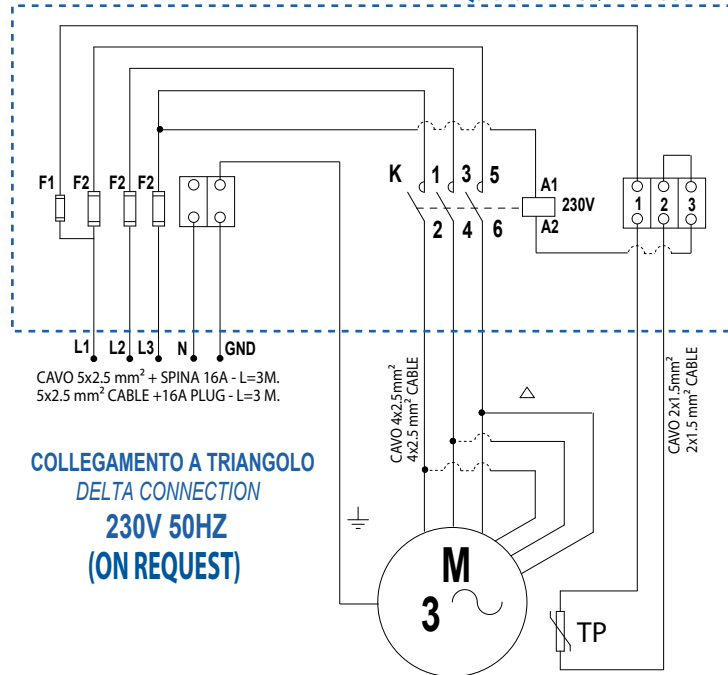 F1 F2 F2 F2
K 1 3 5
2 4 6
A1
230V
A2
1 2 3
L1 L2 L3 N GND
CAVO 5x2.5 mm² + SPINA 16A - L=3M.
5x2.5 mm² CABLE +16A PLUG - L=3 M.
CAVO 4x2.5mm²
4x2.5 mm² CABLE
CAVO 2x1.5mm²
2x1.5 mm² CABLE
COLLEGAMENTO A TRIANGOLO
DELTA CONNECTION
230V 50HZ
(ON REQUEST)
M
3
TP